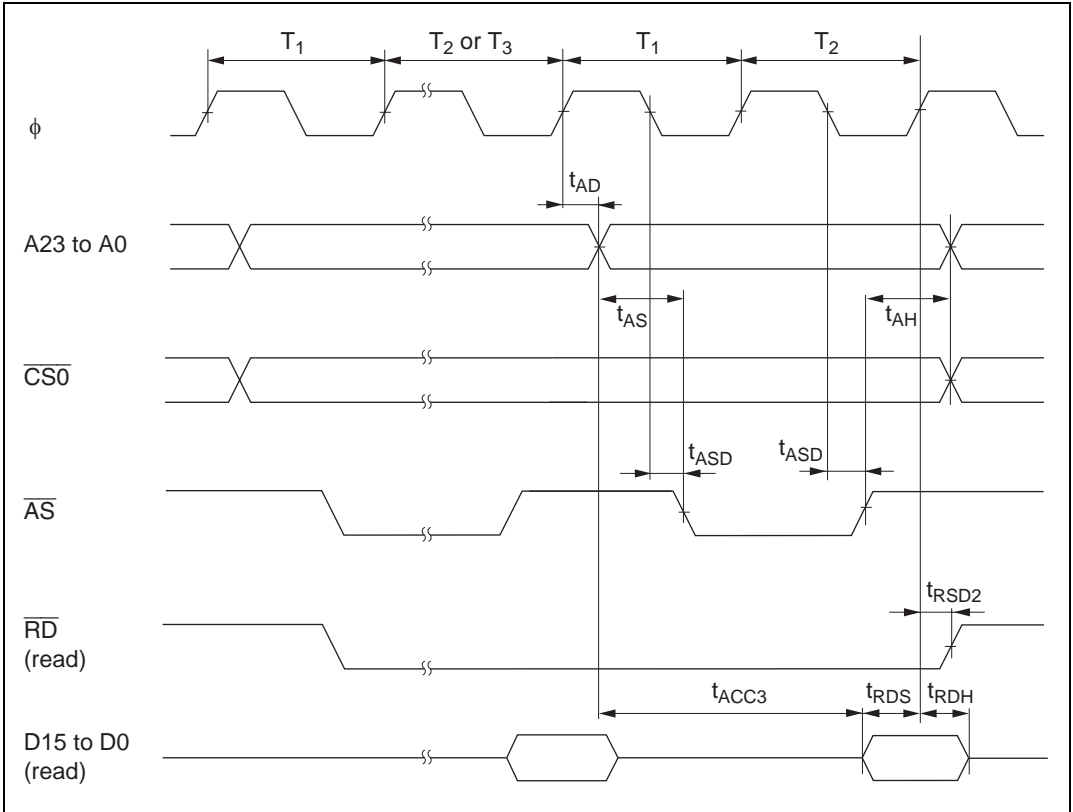 T1 T2 or T3 T1 T2
ϕ
tAD
A23 to A0
tAS tAH
CS0
tASD tASD
AS
tRSD2
RD
(read)
tACC3 tRDS tRDH
D15 to D0
(read)